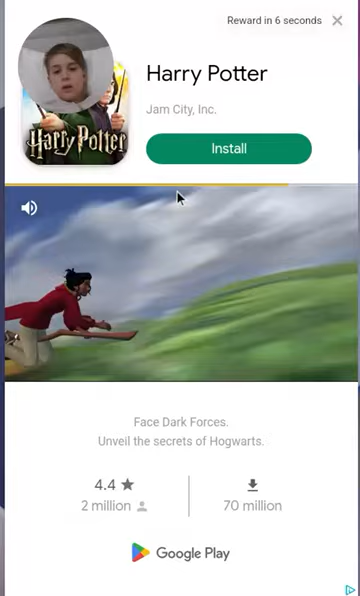 Reward in 6 seconds
Harry Potter
Jam City, Inc.
Harry Potter
Install
Face Dark Forces.
Unveil the secrets of Hogwarts.
4.4
2 million
70 million
Google Play